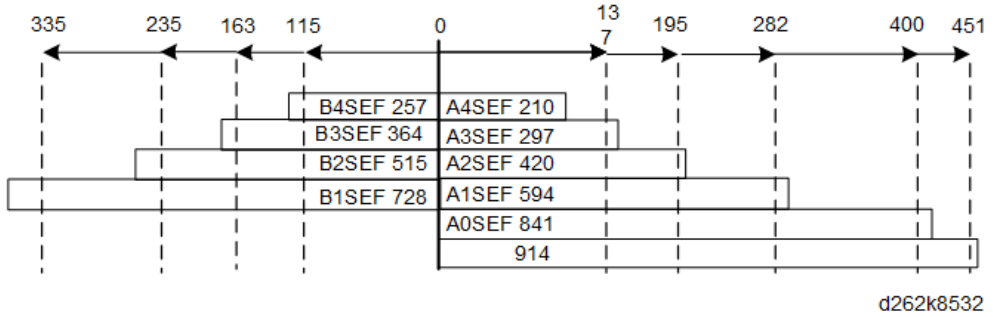 335 235 163 115 0 13
7 195 282 400 451
B4SEF 257 A4SEF 210
B3SEF 364 A3SEF 297
B2SEF 515 A2SEF 420
B1SEF 728 A1SEF 594
A0SEF 841
914
d262k8532